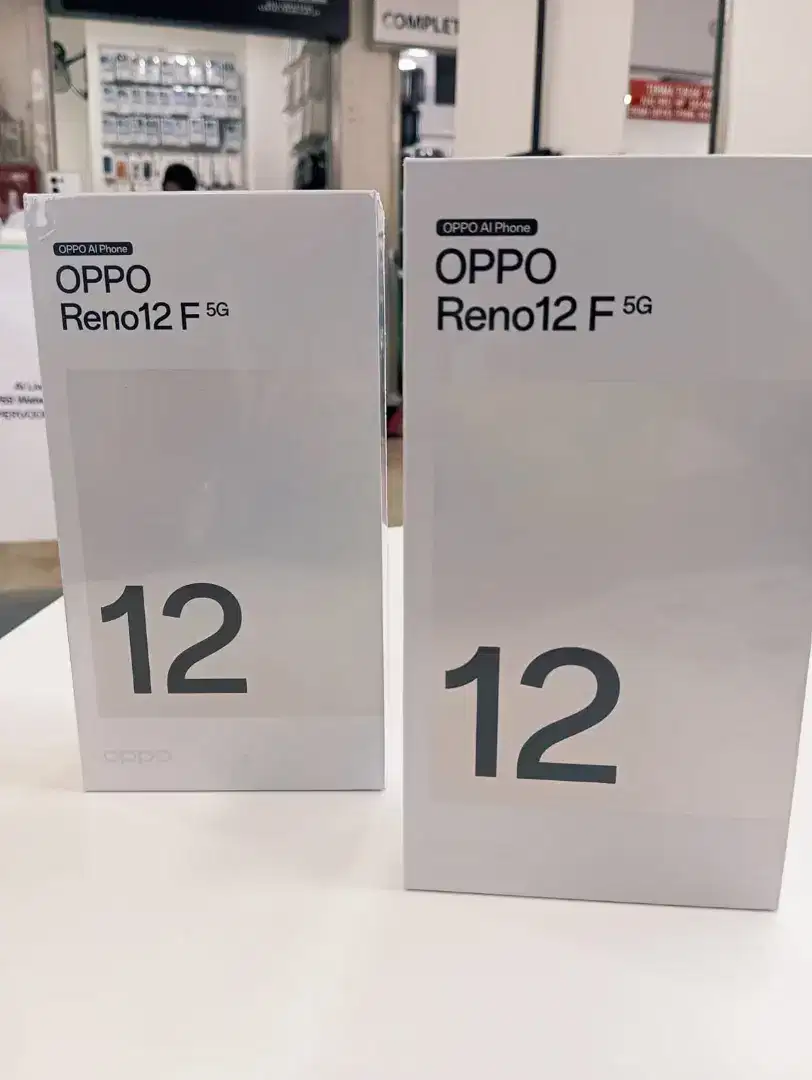 COMPLET
OPPO AI Phone
OPPO
Reno12 F 5G
12
oppo
OPPO AI Phone
OPPO
Reno12 F 5G
12